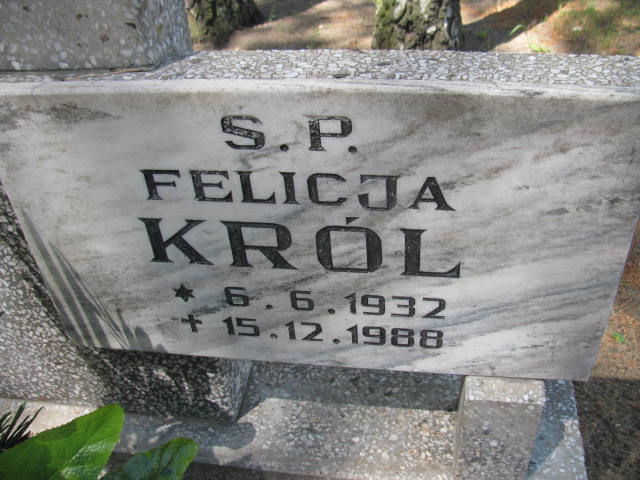 S.P.
FELICJA
KRÓL
* 6.6.1932
+ 15.12.1988